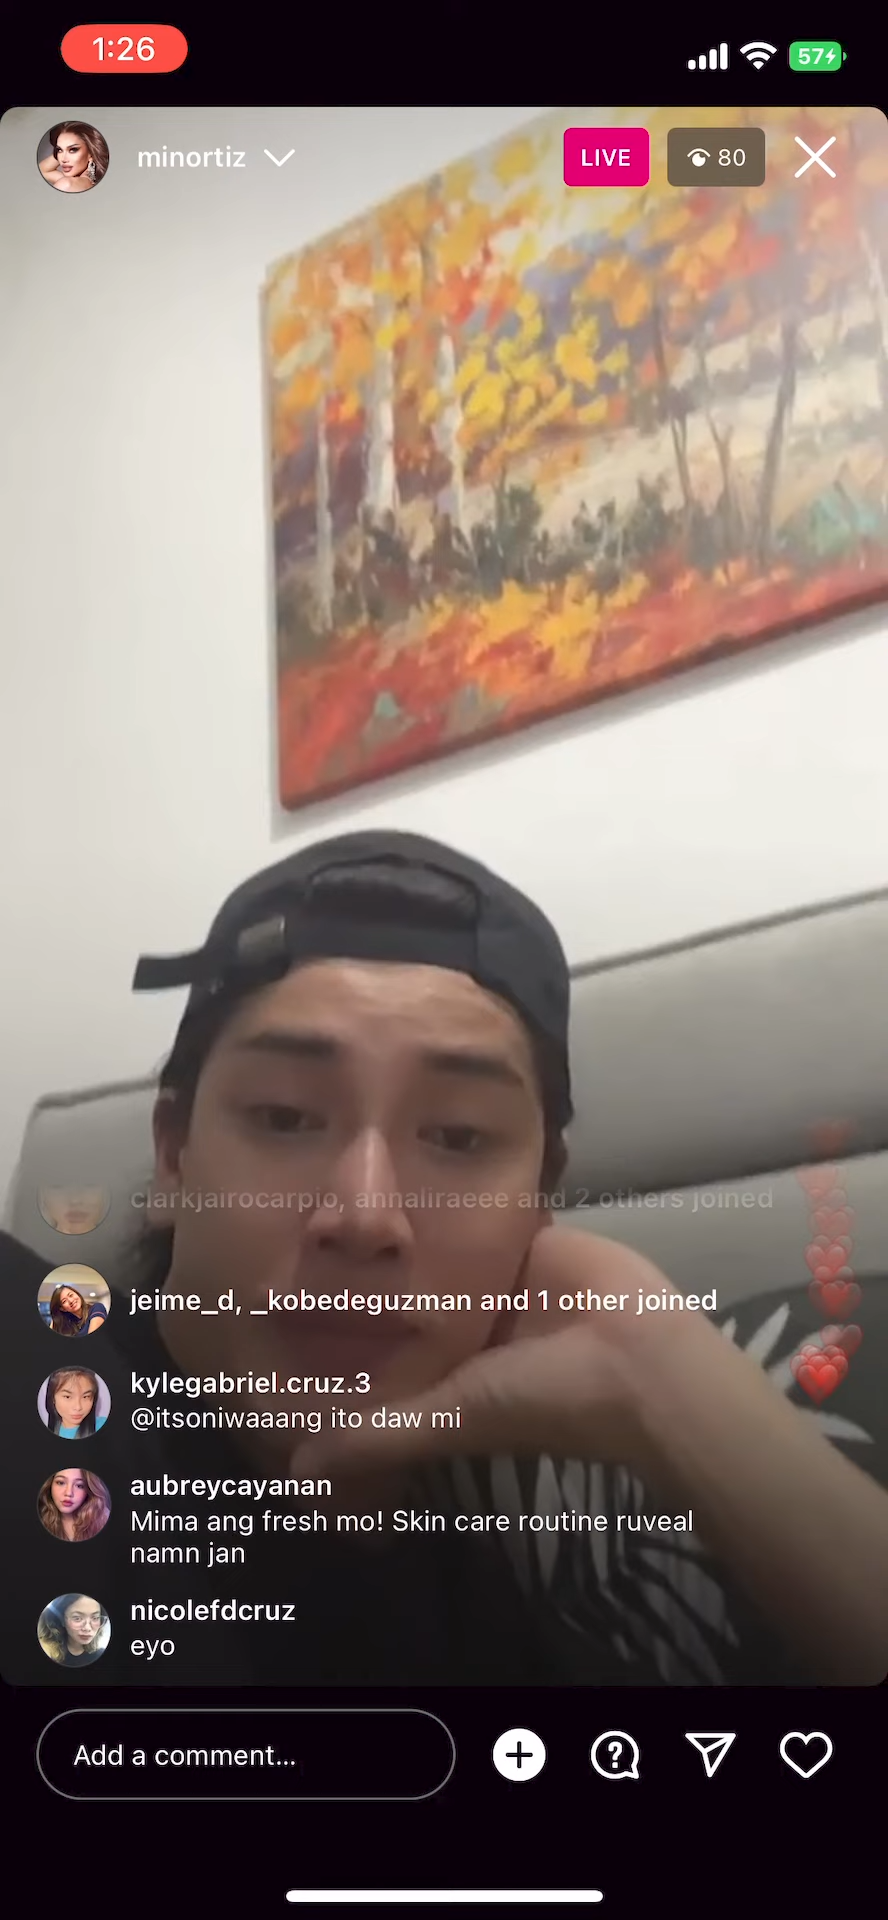 1:26
57
minortiz
LIVE
80
clarkjairocarpio, annaliraeee and 2 others joined
jeime_d, _kobedeguzman and 1 other joined
kylegabriel.cruz.3
@itsoniwaaang ito daw mi
aubreycayanan
Mima ang fresh mo! Skin care routine ruveal
namn jan
nicolefdcruz
eyo
Add a comment...